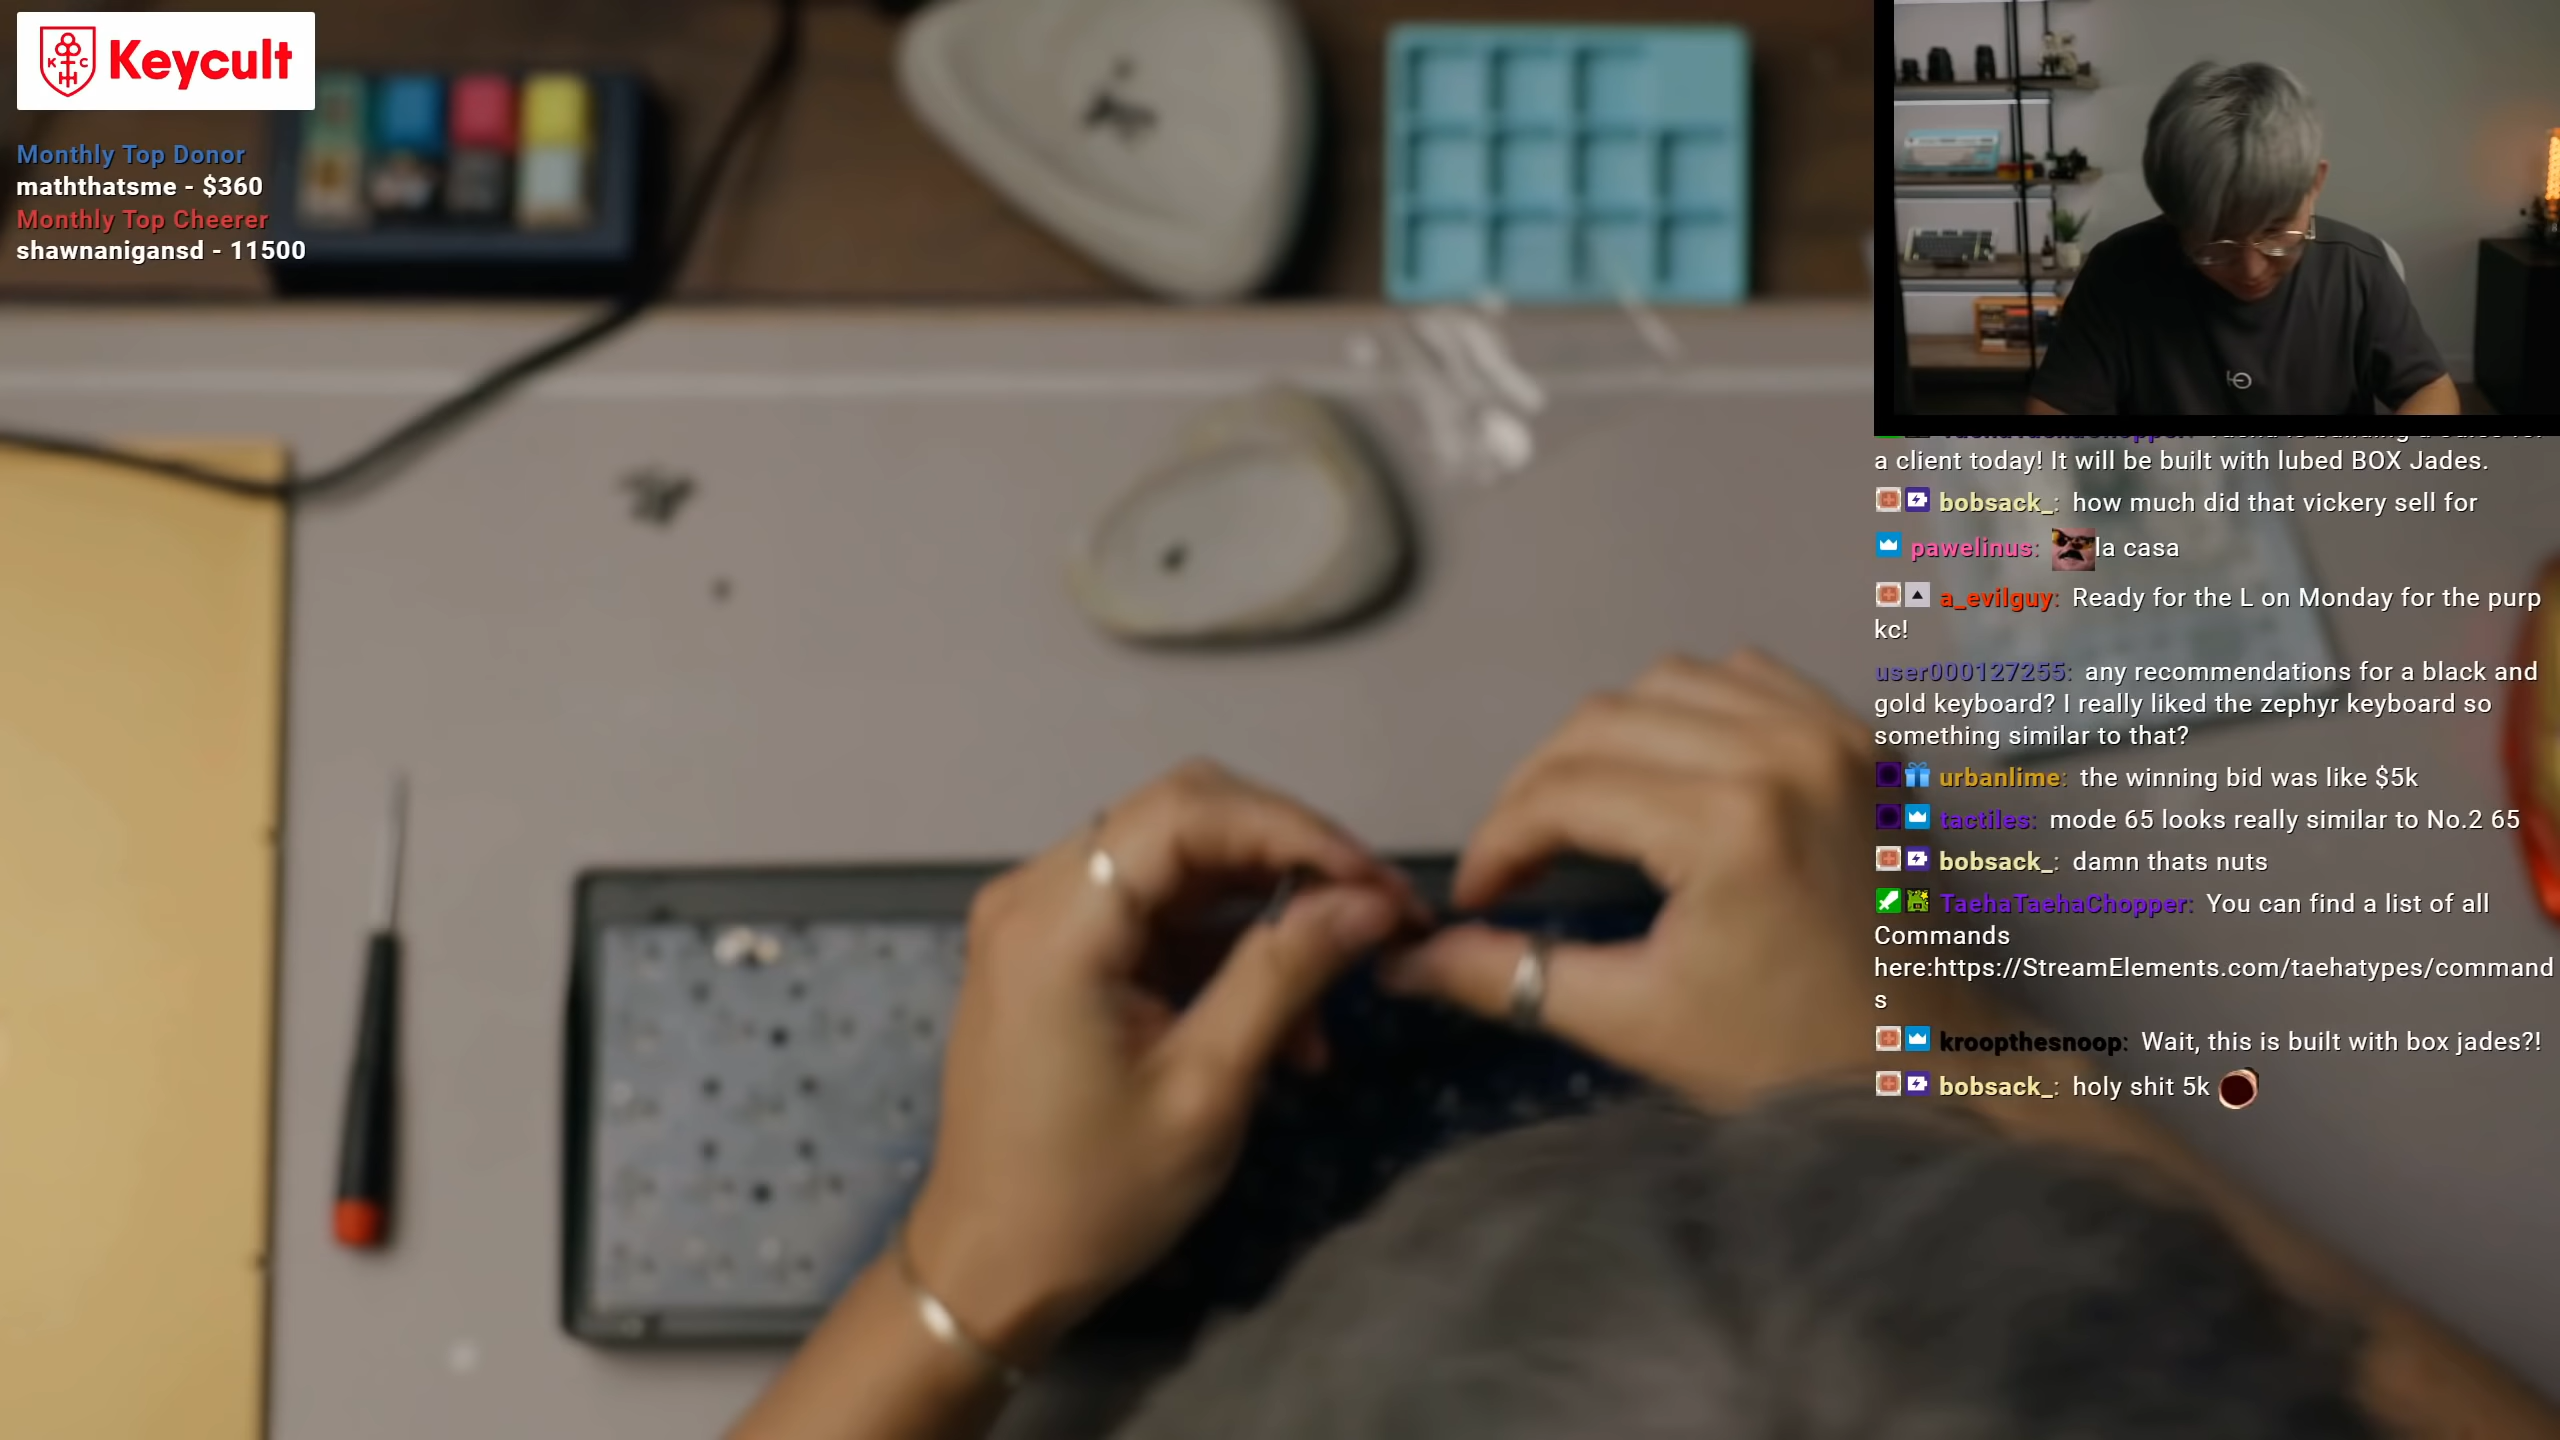 K C
Keycult
Monthly Top Donor
maththatsme - $360
Monthly Top Cheerer
shawnanigansd - 11500
a client today! It will be built with lubed BOX Jades.
bobsack_: how much did that vickery sell for
pawelinus: la casa
a_evilguy: Ready for the L on Monday for the purp
kc!
user000127255: any recommendations for a black and
gold keyboard? I really liked the zephyr keyboard so
something similar to that?
urbanlime: the winning bid was like $5k
tactiles: mode 65 looks really similar to No.2 65
bobsack_: damn thats nuts
TaehaTaehaChopper: You can find a list of all
Commands
here:https://StreamElements.com/taehatypes/command
s
kroopthesnoop: Wait, this is built with box jades?!
bobsack_: holy shit 5k